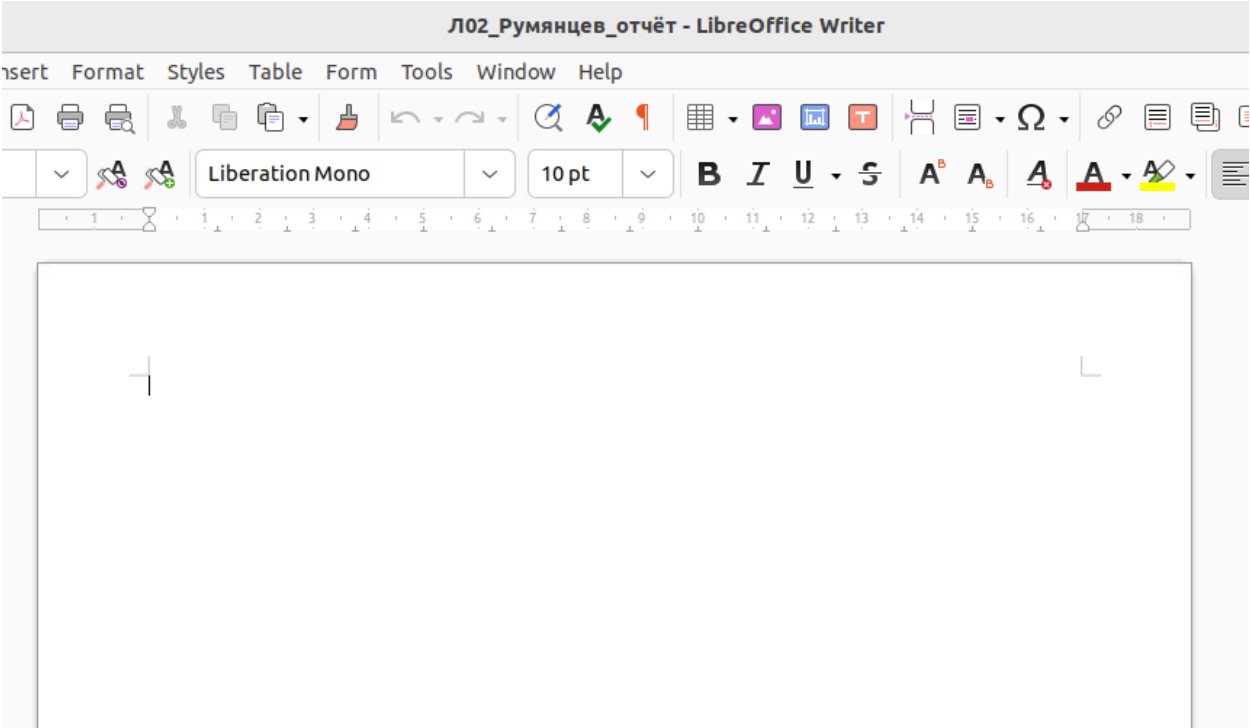 Л02_Румянцев_отчёт - LibreOffice Writer
Format Styles Table Form Tools Window Help
Liberation Mono 10 pt B I U S A B A B A A A
1 1 2 3 4 5 6 7 8 9 10 11 12 13 14 15 16 17 18